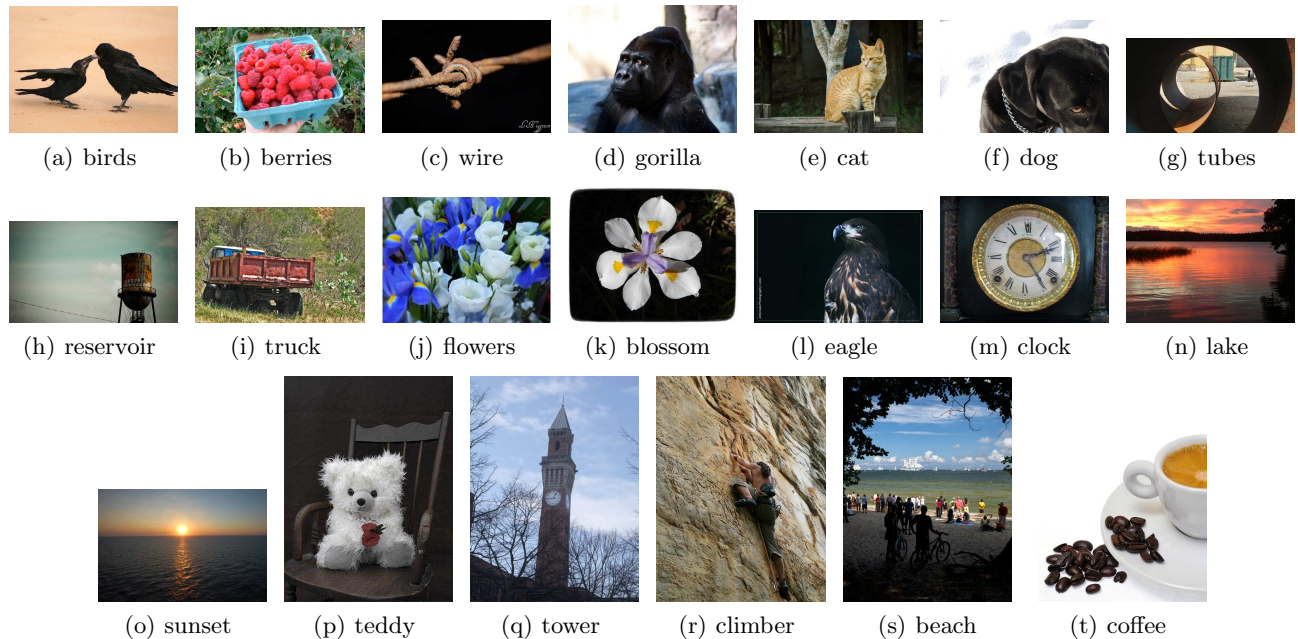 (a) birds
(b) berries
(c) wire
(d) gorilla
(e) cat
(f) dog
(g) tubes
(h) reservoir
(i) truck
(j) flowers
(k) blossom
(l) eagle
(m) clock
(n) lake
(o) sunset
(p) teddy
(q) tower
(r) climber
(s) beach
(t) coffee